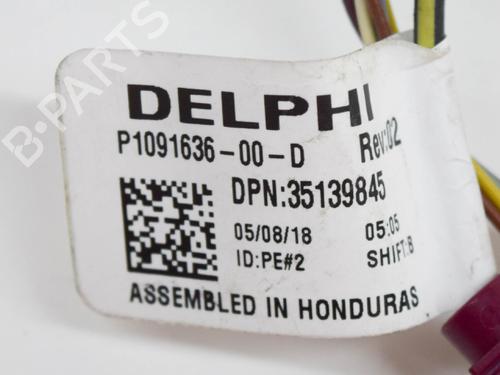 DELPHI
P1091636-00-D Rev:02
DPN:35139845
05/08/18 05:05
ID:PE#2 SHIFT:B
ASSEMBLED IN HONDURAS
B-PARTS